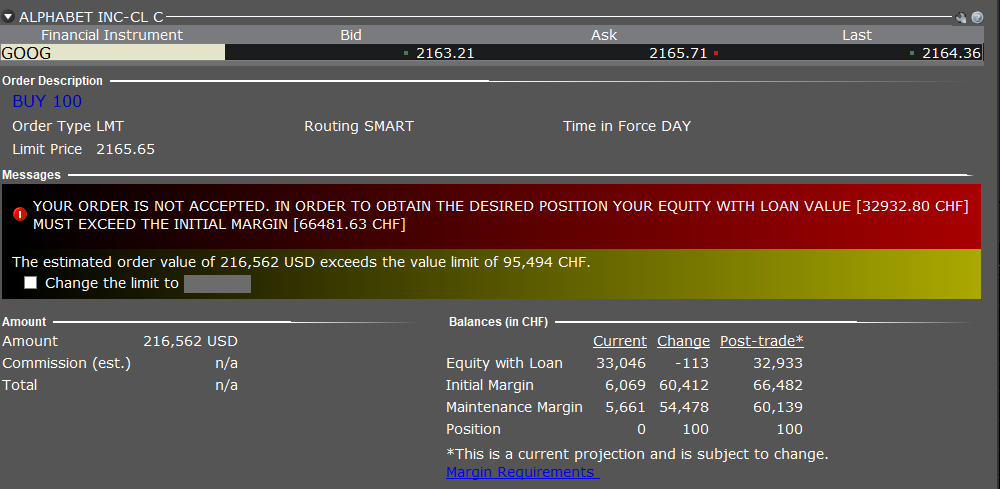 ALPHABET INC-CL C
Financial Instrument Bid Ask Last
GOOG 2163.21 2165.71 2164.36
Order Description
BUY 100
Order Type LMT Routing SMART Time in Force DAY
Limit Price 2165.65
Messages
YOUR ORDER IS NOT ACCEPTED. IN ORDER TO OBTAIN THE DESIRED POSITION YOUR EQUITY WITH LOAN VALUE [32932.80 CHF]
MUST EXCEED THE INITIAL MARGIN [66481.63 CHF]
The estimated order value of 216,562 USD exceeds the value limit of 95,494 CHF.
Change the limit to
Amount
Amount 216,562 USD
Commission (est.) n/a
Total n/a
Balances (in CHF)
Current Change Post-trade*
Equity with Loan 33,046 -113 32,933
Initial Margin 6,069 60,412 66,482
Maintenance Margin 5,661 54,478 60,139
Position 0 100 100
*This is a current projection and is subject to change.
Margin Requirements